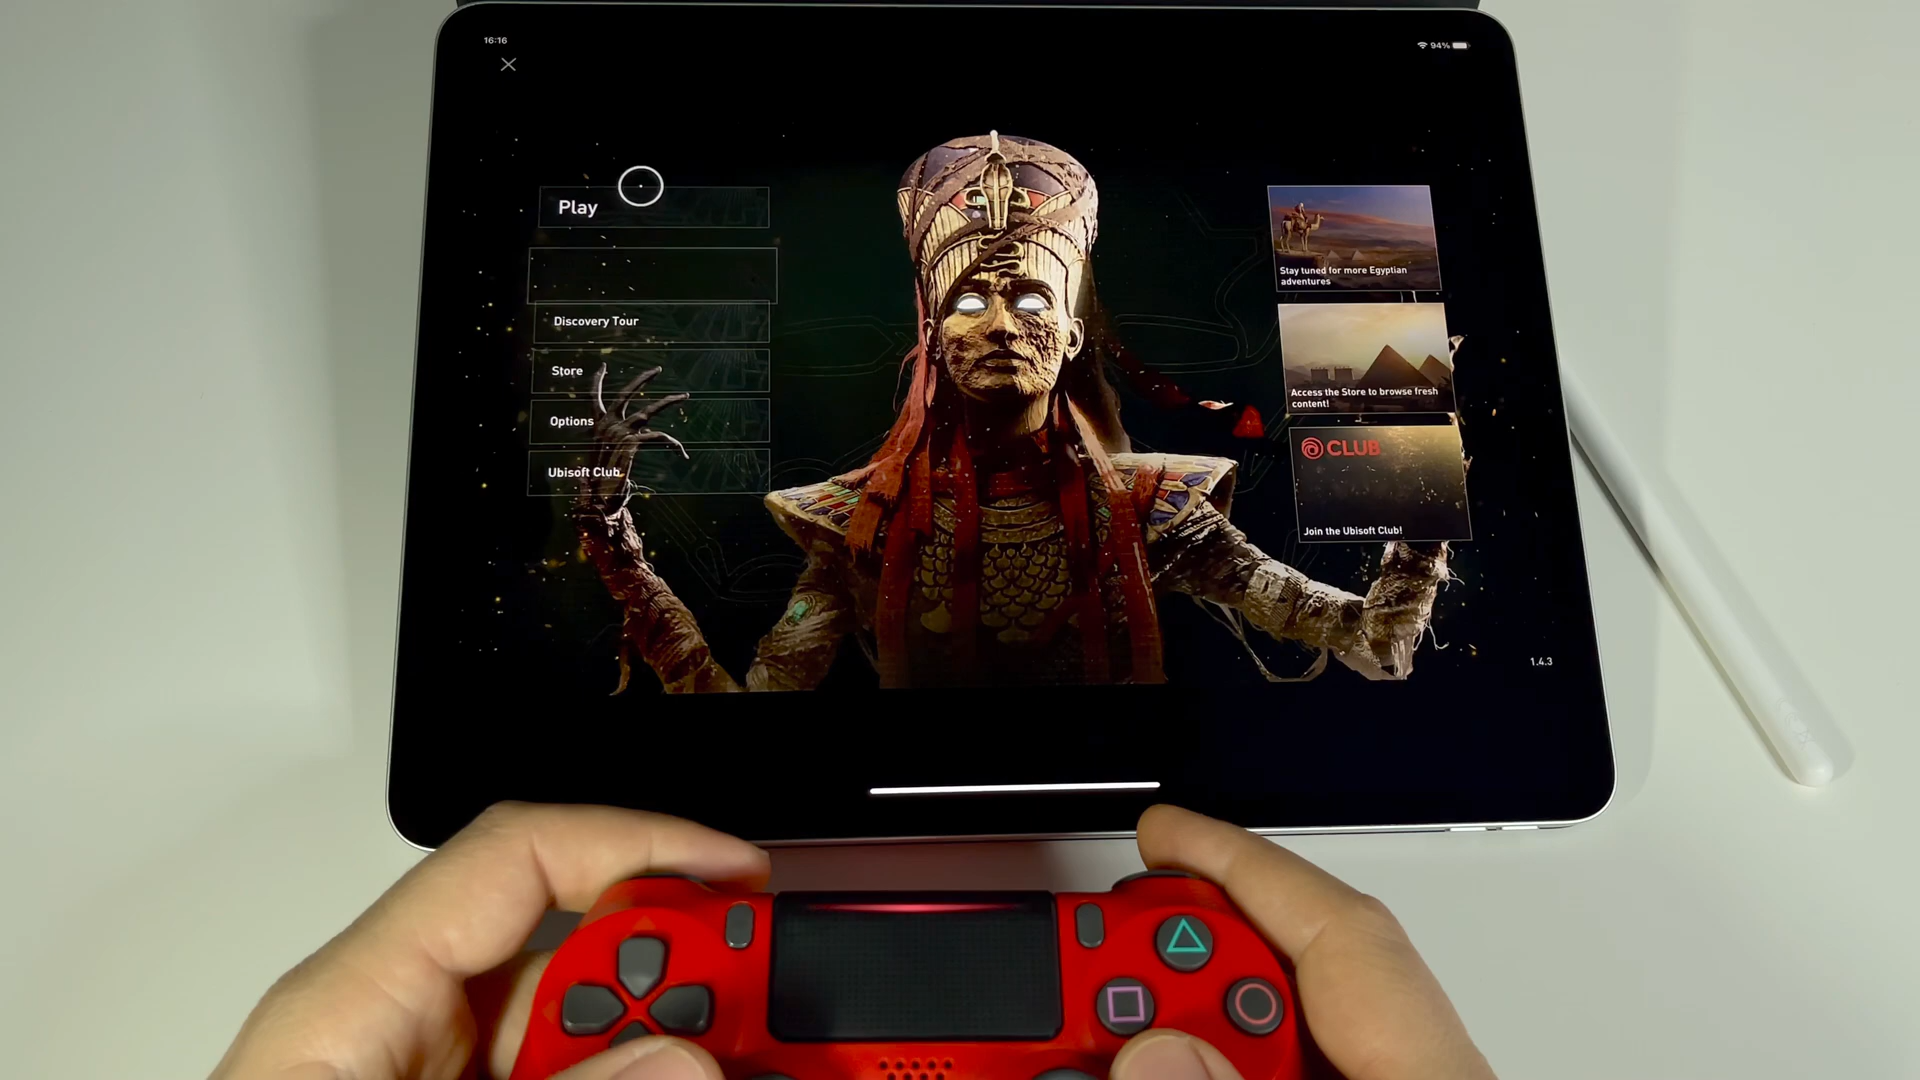 16:16
94%
Play
Discovery Tour
Store
Options
Ubisoft Club
Stay tuned for more Egyptian
adventures
Access the Store to browse fresh
content!
CLUB
Join the Ubisoft Club!
1.4.3